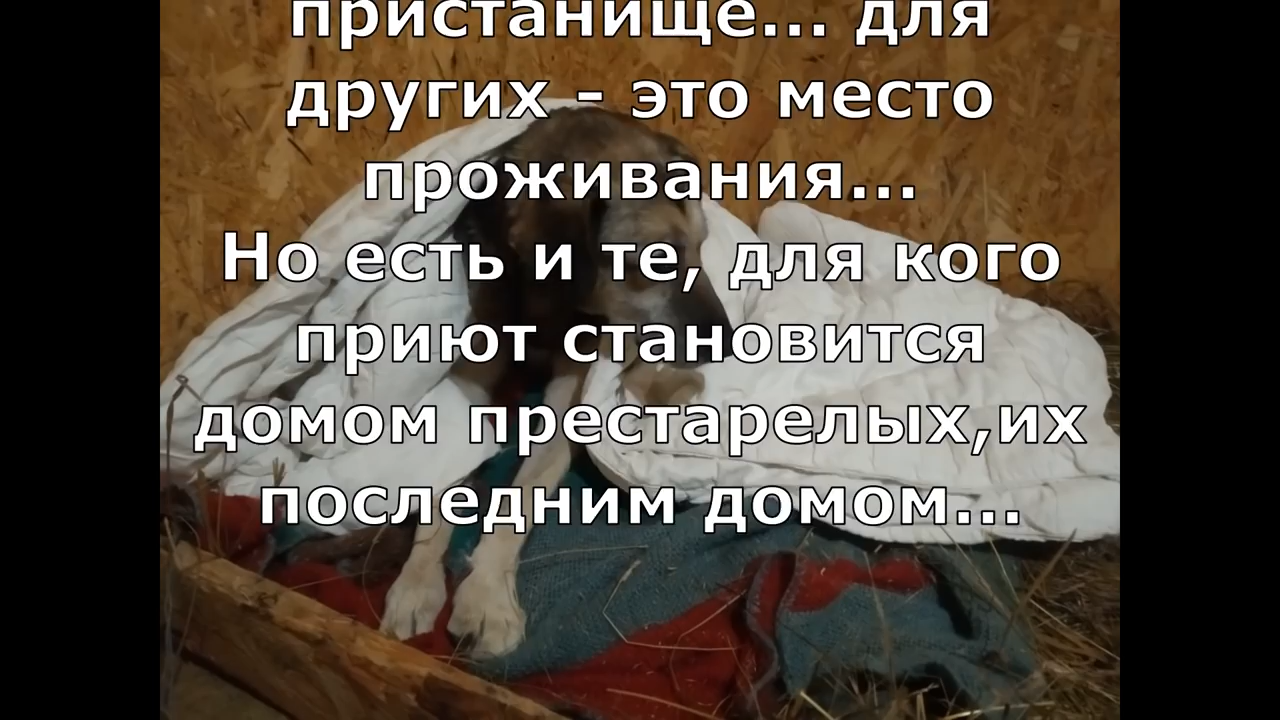 пристанище... для
других - это место
проживания...
Но есть и те, для кого
приют становится
домом престарелых,их
последним домом...